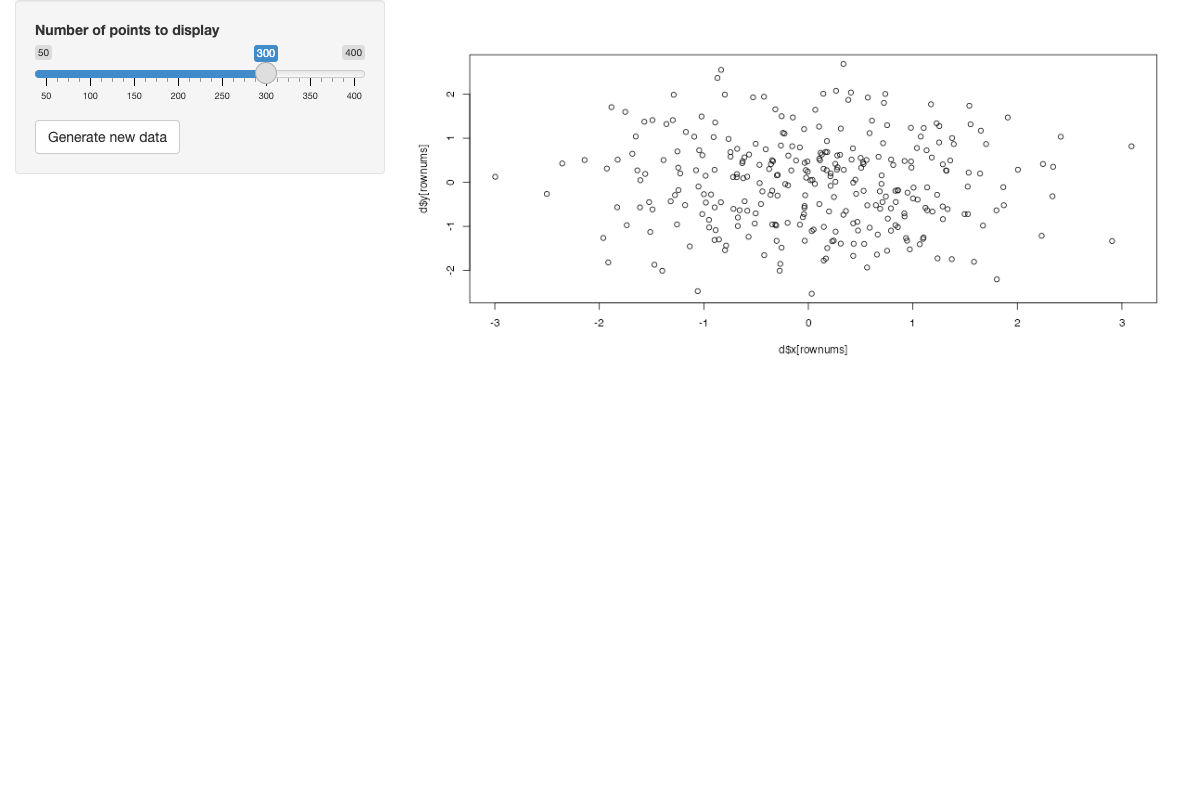 Number of points to display
50 300 400
50 100 150 200 250 300 350 400
Generate new data
d$y[rownums]
2
1
0
-1
-2
-3 -2 -1 0 1 2 3
d$x[rownums]